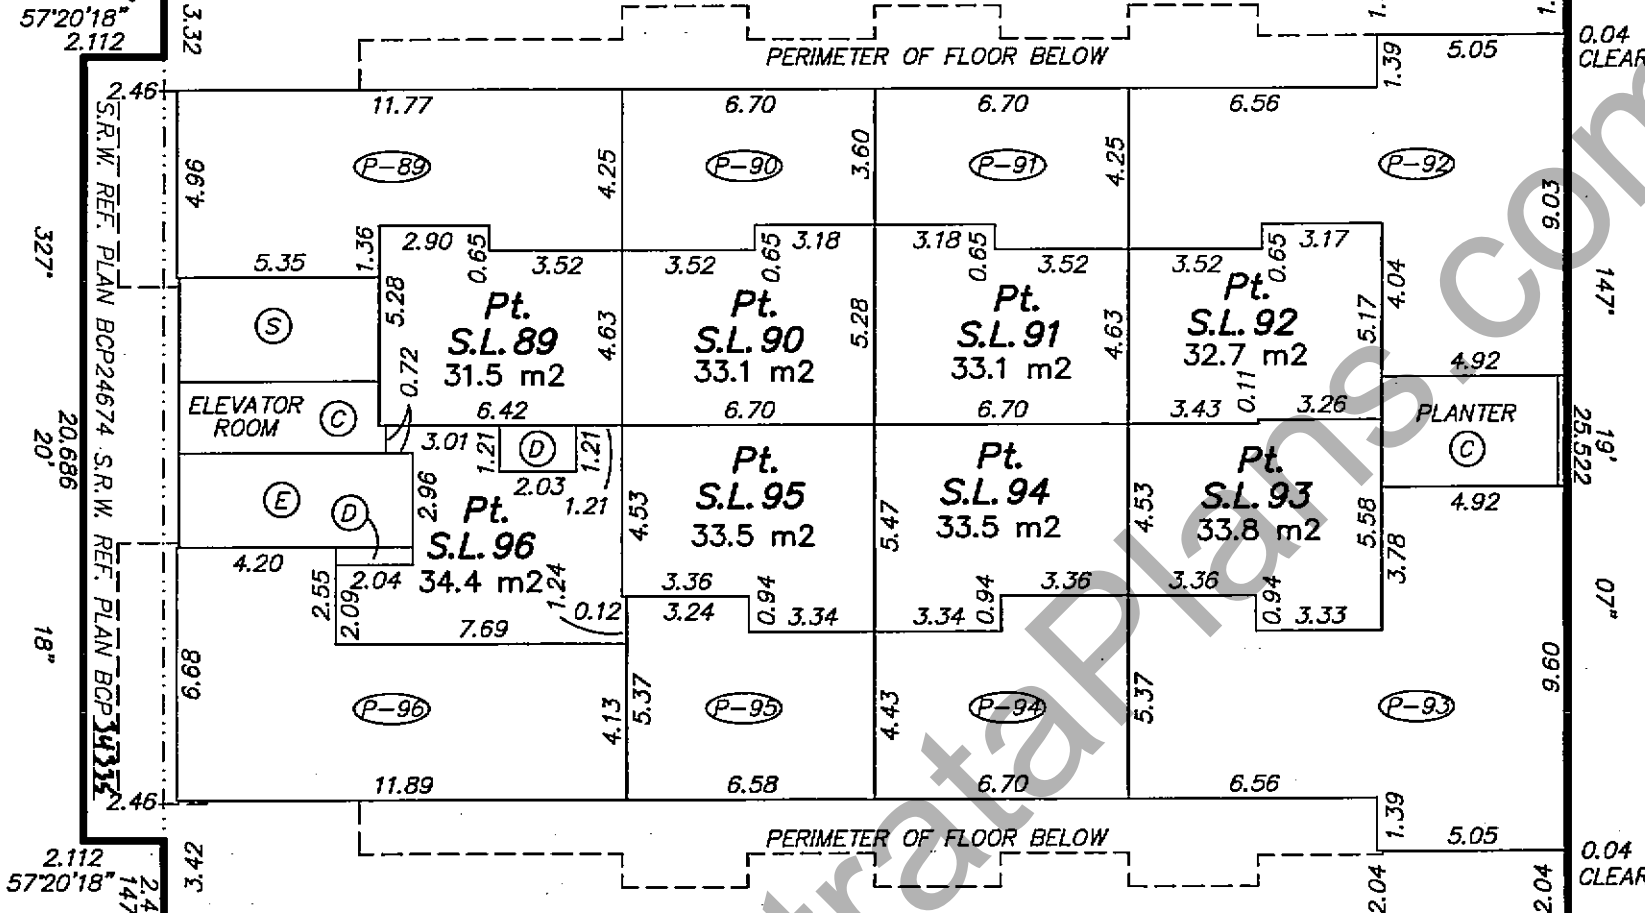 57°20'18"
2.112
3.32
1.
1.
0.04
CLEAR
PERIMETER OF FLOOR BELOW
1.39
5.05
2.46
11.77
6.70
6.70
6.56
4.96
P-89
4.25
P-90
3.60
P-91
4.25
P-92
9.03
5.35
1.36
2.90
0.65
3.52
3.52
0.65
3.18
3.18
0.65
3.52
3.52
0.65
3.17
S
5.28
Pt.
S.L. 89
31.5 m2
4.63
Pt.
S.L. 90
33.1 m2
5.28
Pt.
S.L. 91
33.1 m2
4.63
Pt.
S.L. 92
32.7 m2
5.17
4.04
4.92
0.72
ELEVATOR
ROOM
C
6.42
6.70
6.70
3.43
0.11
3.26
PLANTER
C
4.92
3.01
1.21
D
1.21
2.03
1.21
E
D
2.96
Pt.
S.L. 96
34.4 m2
4.53
Pt.
S.L. 95
33.5 m2
5.47
Pt.
S.L. 94
33.5 m2
4.53
Pt.
S.L. 93
33.8 m2
5.58
3.78
4.20
2.55
2.04
2.09
7.69
1.24
0.12
3.36
3.24
0.94
3.34
3.34
0.94
3.36
3.36
0.94
3.33
6.68
P-96
4.13
5.37
P-95
4.43
P-94
5.37
P-93
9.60
2.46
11.89
6.58
6.70
6.56
1.39
5.05
PERIMETER OF FLOOR BELOW
2.112
57°20'18"
147
2.4
3.42
2.04
2.04
0.04
CLEAR
327°
20'
18"
20.686
S.R.W. REF. PLAN BCP24674 S.R.W. REF. PLAN BCP34335
147°
19'
07"
25.522
trataPlans.com